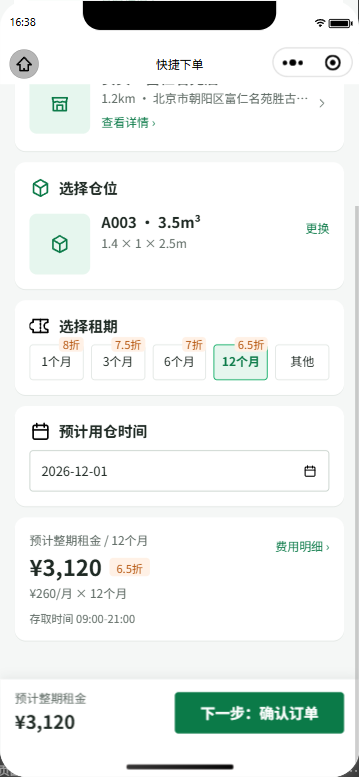 16:38
快捷下单
1.2km · 北京市朝阳区富仁名苑胜古…
查看详情 ›
选择仓位
A003 · 3.5m³
更换
1.4 × 1 × 2.5m
选择租期
8折
7.5折
7折
6.5折
1个月
3个月
6个月
12个月
其他
预计用仓时间
2026-12-01
预计整期租金 / 12个月
费用明细 ›
¥3,120 6.5折
¥260/月 × 12个月
存取时间 09:00-21:00
预计整期租金
¥3,120
下一步：确认订单